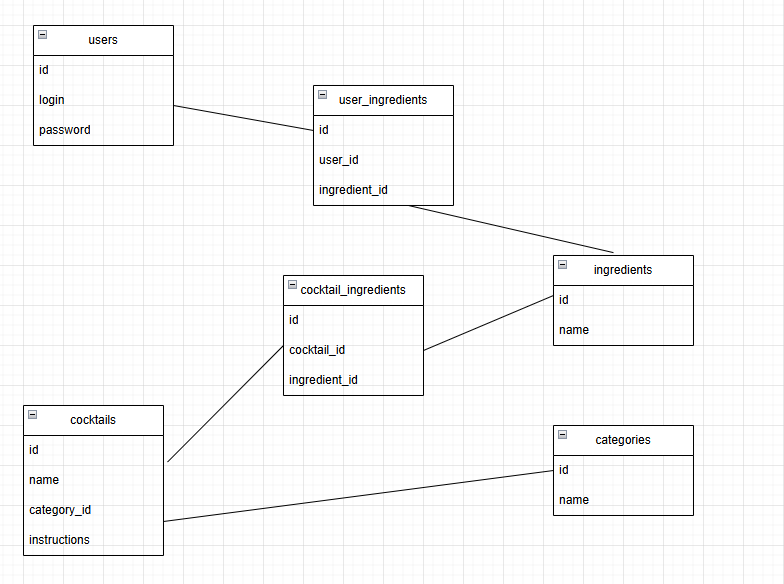 users
id
login
password
user_ingredients
id
user_id
ingredient_id
ingredients
id
name
cocktail_ingredients
id
cocktail_id
ingredient_id
cocktails
id
name
category_id
instructions
categories
id
name